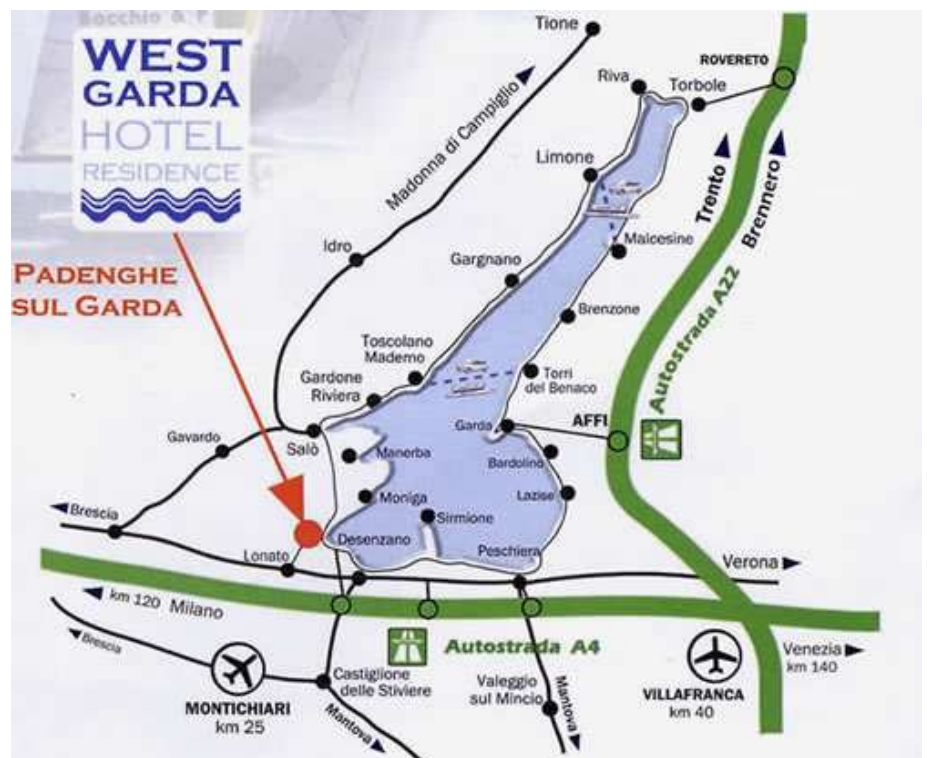 Bocchio & F
WEST
GARDA
HOTEL
RESIDENCE
PADENGHE
SUL GARDA
Tione
Madonna di Campiglio
Idro
Riva
Torbole
ROVERETO
Limone
Trento
Brennero
Malcesine
Gargnano
Brenzone
Autostrada A22
Toscolano
Maderno
Gardone
Riviera
Torri
del Benaco
Garda
AFFI
Gavardo
Salò
Manerba
Bardolino
Moniga
Lazise
Sirmione
Brescia
Desenzano
Lonato
Peschiera
Verona
km 120 Milano
Autostrada A4
Brescia
Venezia
km 140
Castiglione
delle Stiviere
Valeggio
sul Mincio
MONTICHIARI
km 25
Mantova
Mantova
VILLAFRANCA
km 40